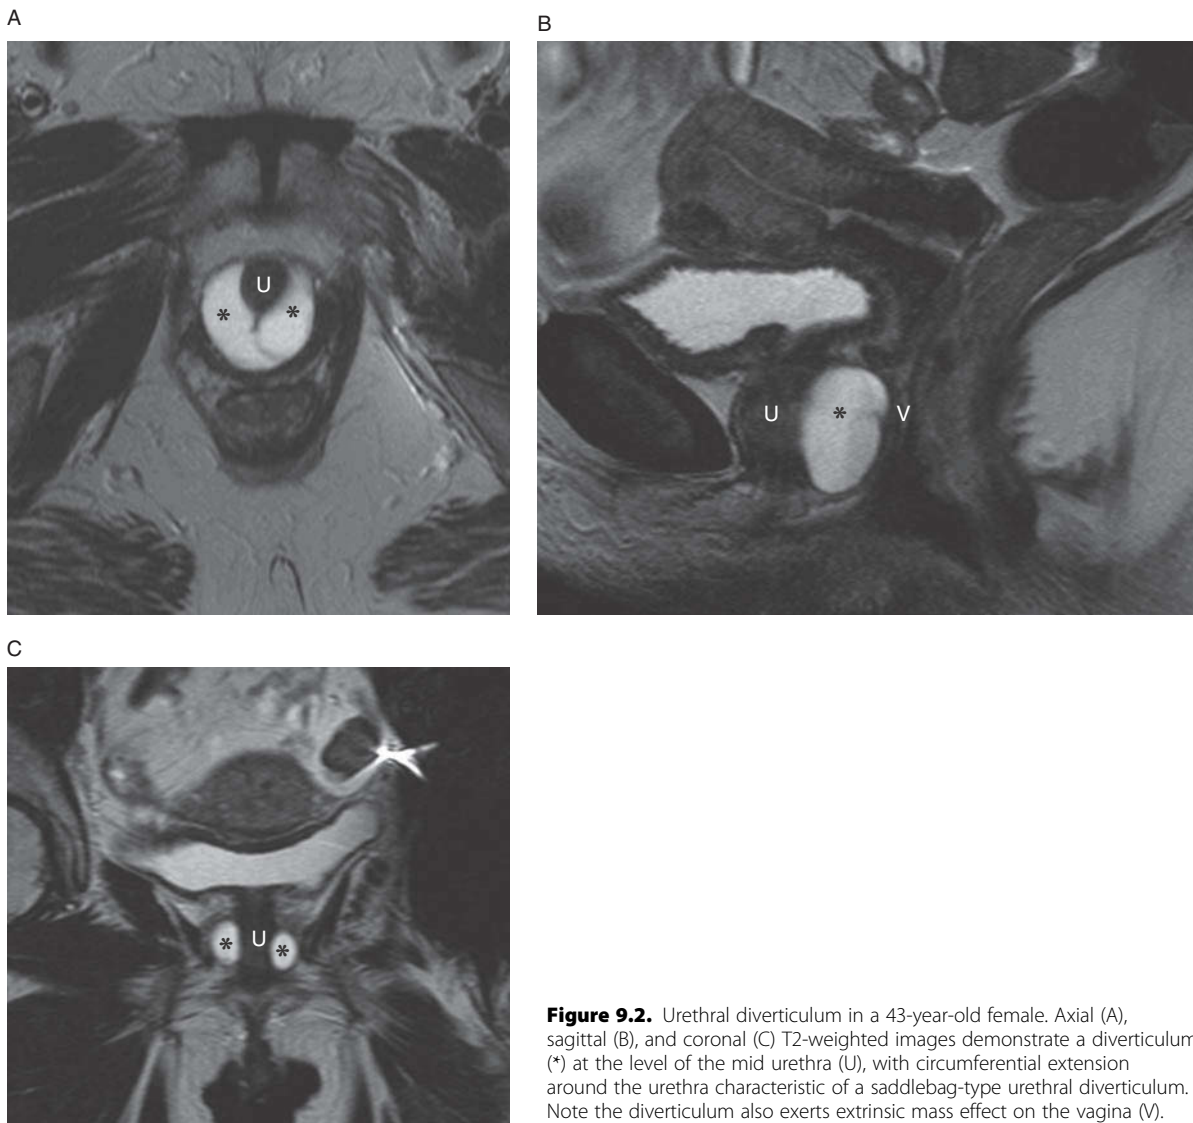 A
B
U
*
*
U
*
V
C
U
*
*
Figure 9.2. Urethral diverticulum in a 43-year-old female. Axial (A),
sagittal (B), and coronal (C) T2-weighted images demonstrate a diverticulum
(*) at the level of the mid urethra (U), with circumferential extension
around the urethra characteristic of a saddlebag-type urethral diverticulum.
Note the diverticulum also exerts extrinsic mass effect on the vagina (V).